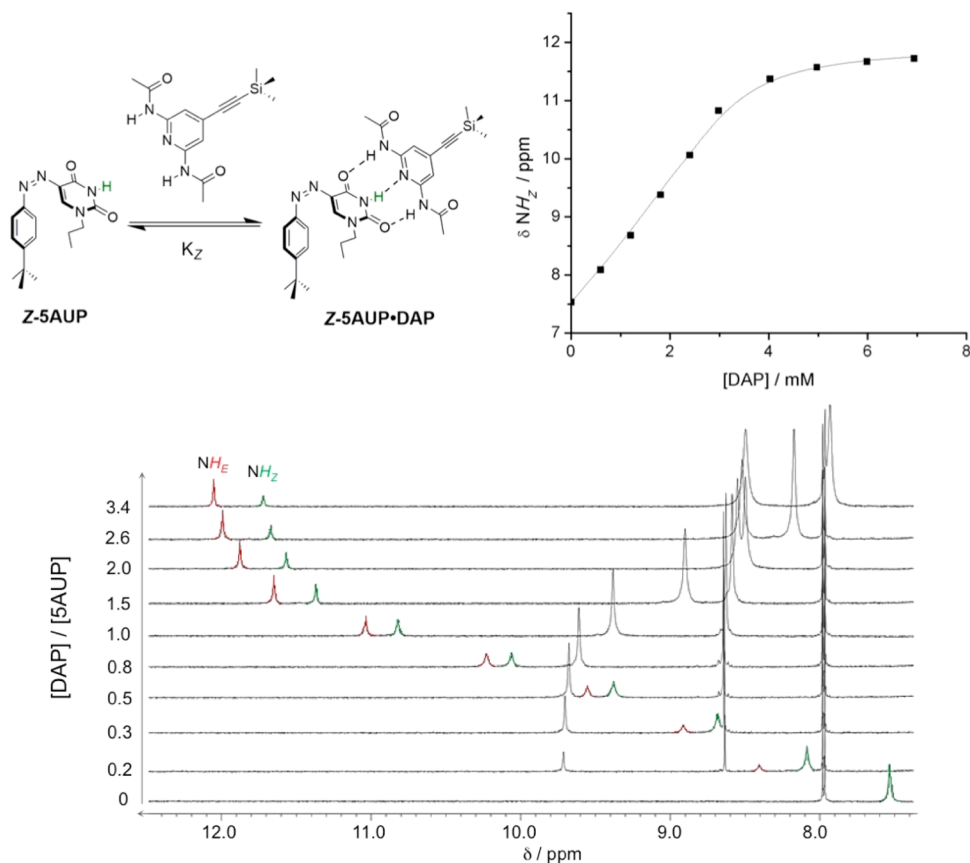 O
N
H
N
N
H
O
Si
O
N
N
N
H
O
N
K_Z
O
N
H
N
N
H
O
Si
O
N
N
N
H
O
N
Z-5AUP
Z-5AUP•DAP
δ NH_Z / ppm
12
11
10
9
8
7
0 2 4 6 8
[DAP] / mM
NH_E NH_Z
[DAP] / [5AUP]
3.4
2.6
2.0
1.5
1.0
0.8
0.5
0.3
0.2
0
12.0 11.0 10.0 9.0 8.0
δ / ppm